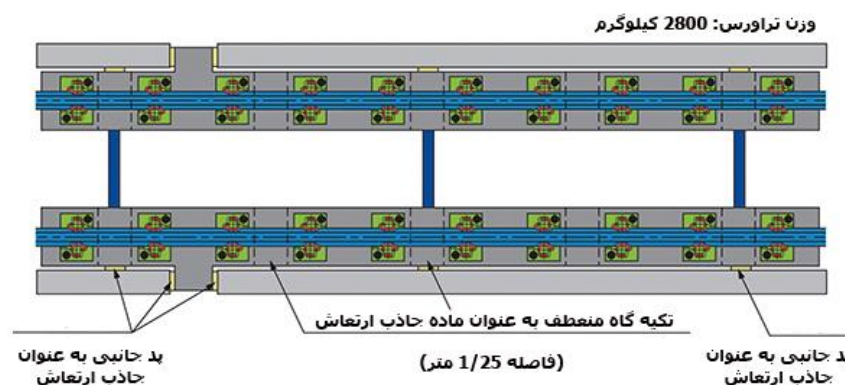 وزن تراورس: 2800 کیلوگرم
تکیه گاه منعطف به عنوان ماده جاذب ارتعاش
(فاصله 1/25 متر)
پد جانبی به عنوان
جاذب ارتعاش
د جانبی به عنوان
جاذب ارتعاش